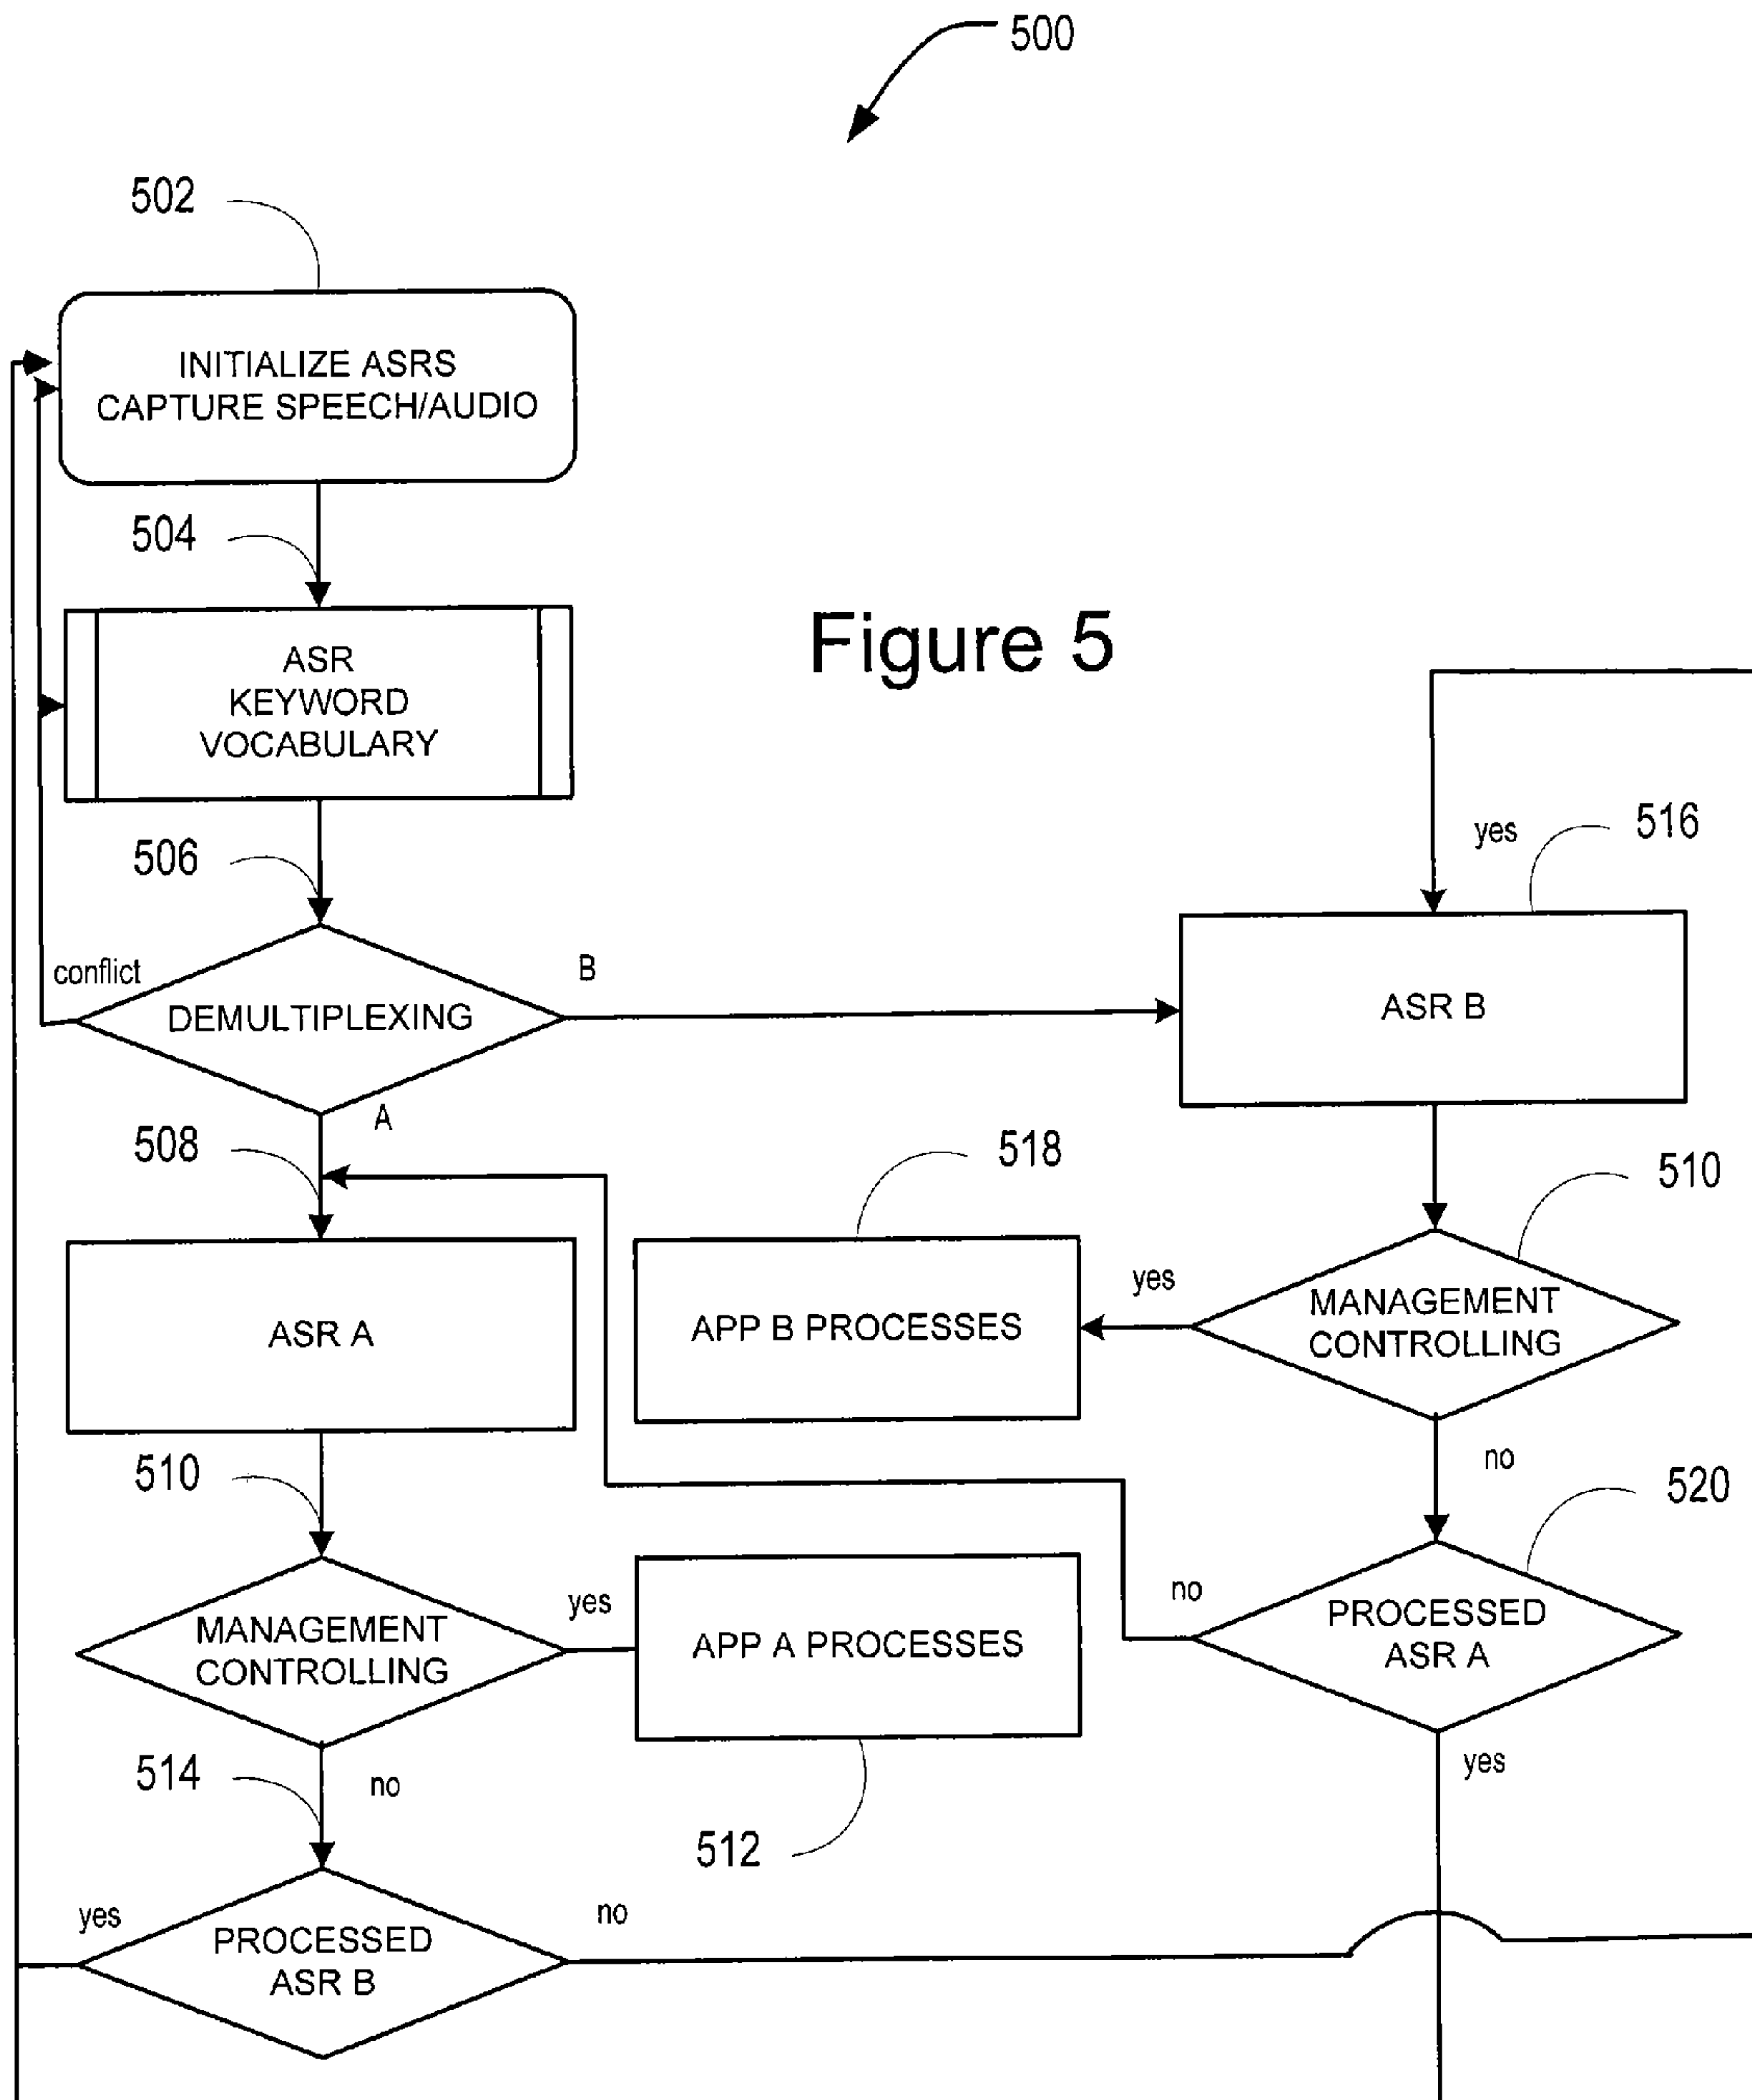 500
502
INITIALIZE ASRS
CAPTURE SPEECH/AUDIO
504
Figure 5
ASR
KEYWORD
VOCABULARY
506
yes
516
conflict
B
DEMULTIPLEXING
ASR B
A
508
518
510
yes
ASR A
APP B PROCESSES
MANAGEMENT
CONTROLLING
510
no
520
yes
no
MANAGEMENT
CONTROLLING
APP A PROCESSES
PROCESSED
ASR A
514
no
yes
512
yes
no
PROCESSED
ASR B